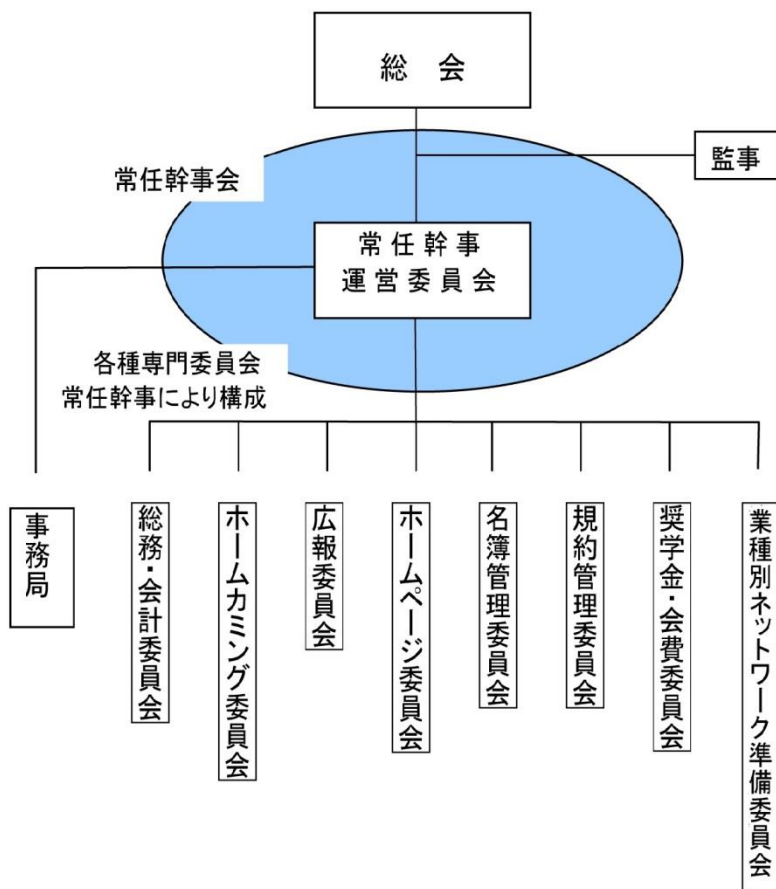 総　会
監事
常任幹事会
常任幹事
運営委員会
各種専門委員会
常任幹事により構成
事務局
総務・会計委員会
ホームカミング委員会
広報委員会
ホームページ委員会
名簿管理委員会
規約管理委員会
奨学金・会費委員会
業種別ネットワーク準備委員会